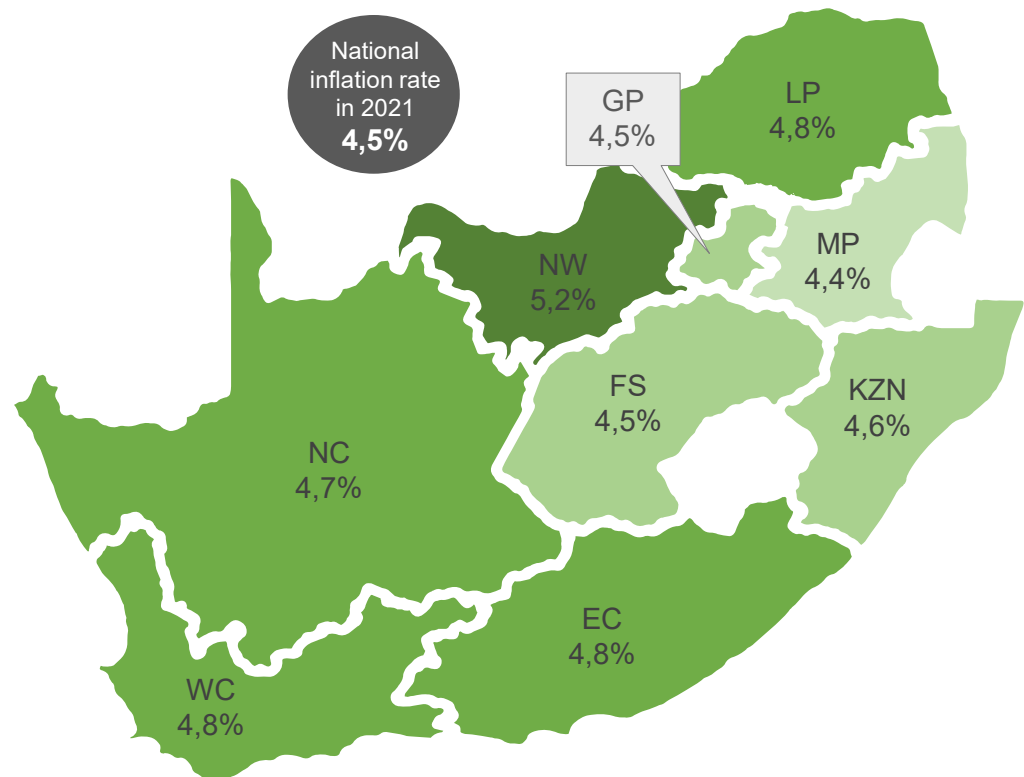 National
inflation rate
in 2021
4,5%
GP
4,5%
LP
4,8%
MP
4,4%
NW
5,2%
FS
4,5%
KZN
4,6%
NC
4,7%
EC
4,8%
WC
4,8%